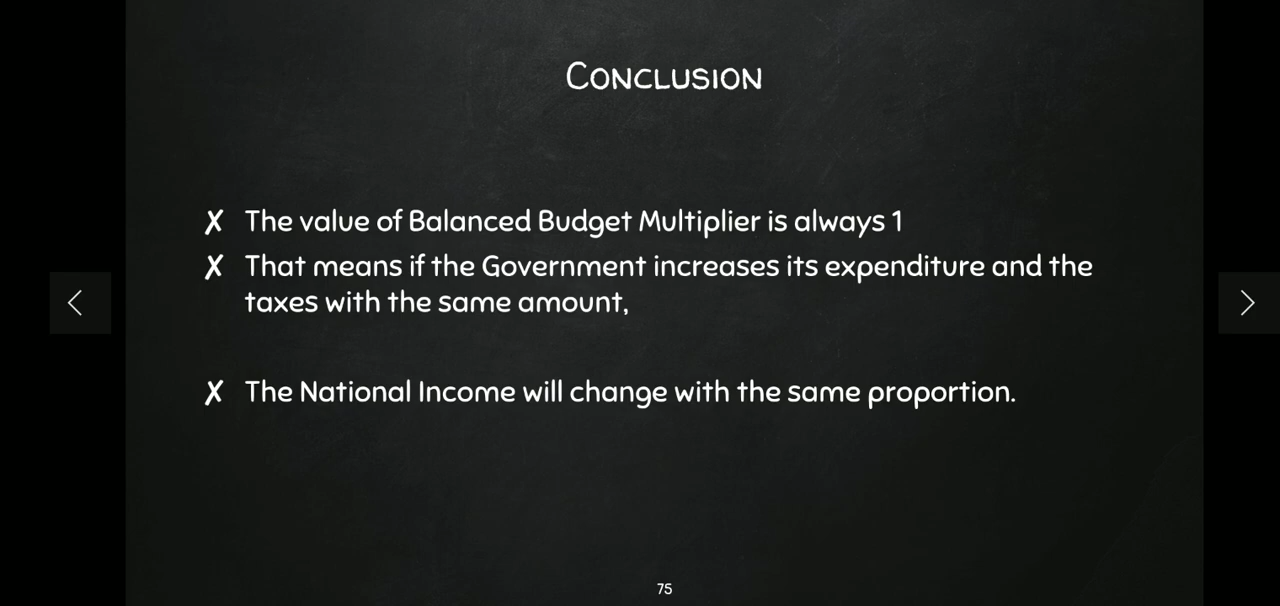 Conclusion
✗ The value of Balanced Budget Multiplier is always 1
✗ That means if the Government increases its expenditure and the
taxes with the same amount,
✗ The National Income will change with the same proportion.
75